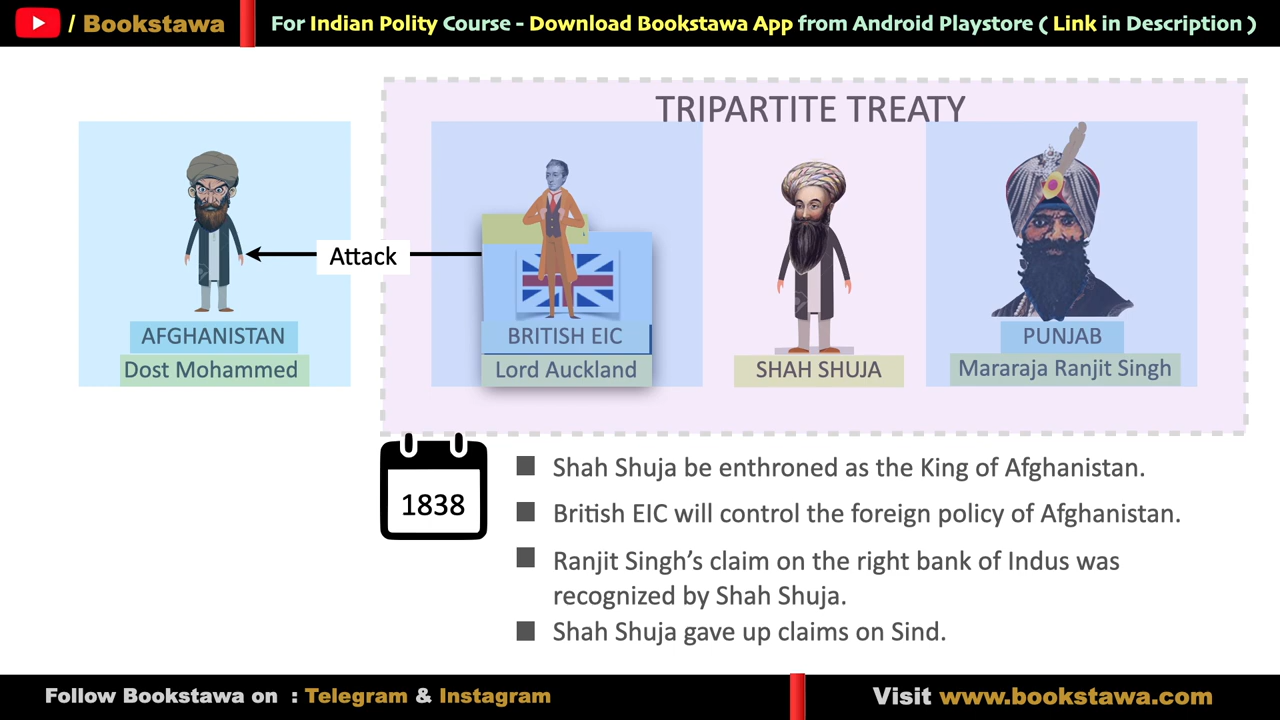 / Bookstawa
For Indian Polity Course - Download Bookstawa App from Android Playstore ( Link in Description )
TRIPARTITE TREATY
Attack
AFGHANISTAN
Dost Mohammed
BRITISH EIC
Lord Auckland
SHAH SHUJA
PUNJAB
Mararaja Ranjit Singh
1838
Shah Shuja be enthroned as the King of Afghanistan.
British EIC will control the foreign policy of Afghanistan.
Ranjit Singh’s claim on the right bank of Indus was
recognized by Shah Shuja.
Shah Shuja gave up claims on Sind.
Follow Bookstawa on : Telegram & Instagram
Visit www.bookstawa.com